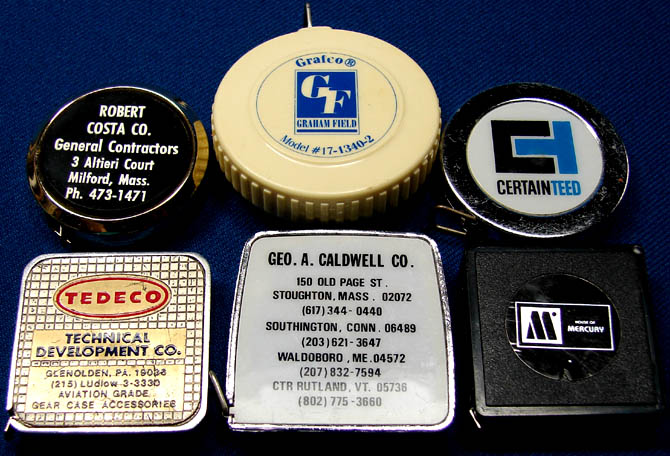 ROBERT
COSTA CO.
General Contractors
3 Altieri Court
Milford, Mass.
Ph. 473-1471
Grafco®
GF
GRAHAM FIELD
Model #17-1340-2
CERTAINTEED
TEDECO
TECHNICAL
DEVELOPMENT CO.
GLENOLDEN, PA. 19036
(215) Ludlow-3-3330
AVIATION GRADE
GEAR CASE ACCESSORIES
GEO. A. CALDWELL CO.
150 OLD PAGE ST.
STOUGHTON, MASS. 02072
(617) 344-0440
SOUTHINGTON, CONN. 06489
(203) 621-3647
WALDOBORO, ME. 04572
(207) 832-7594
CTR RUTLAND, VT. 05736
(802) 775-3660
M
HOUSE OF
MERCURY